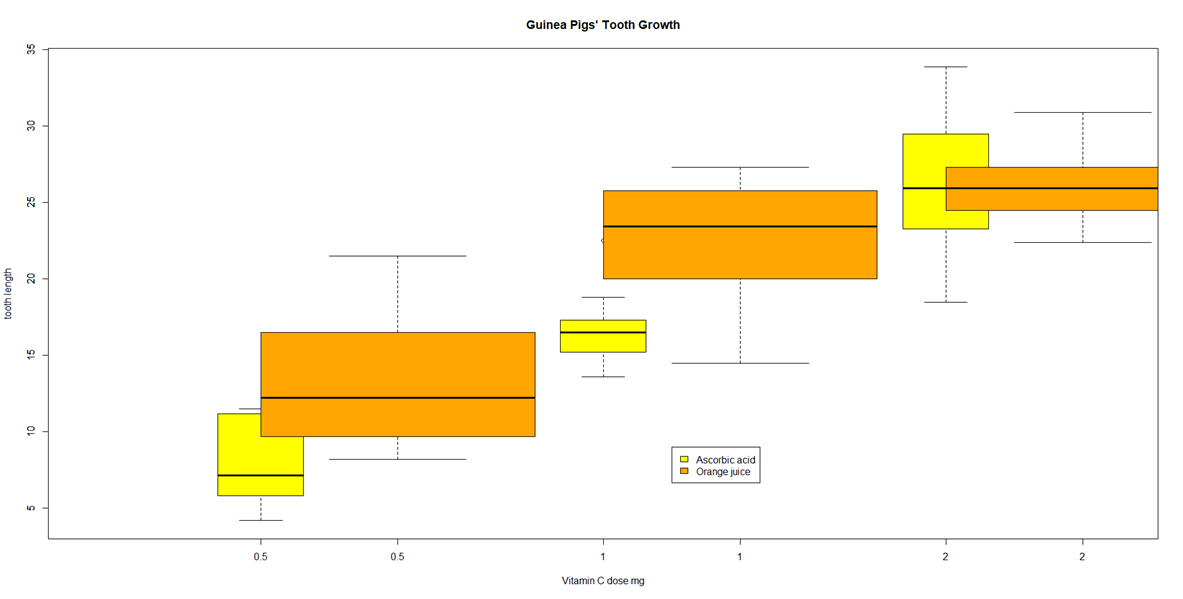 Guinea Pigs' Tooth Growth
35
30
25
20
15
10
5
tooth length
Ascorbic acid
Orange juice
0.5 0.5 1 1 2 2
Vitamin C dose mg